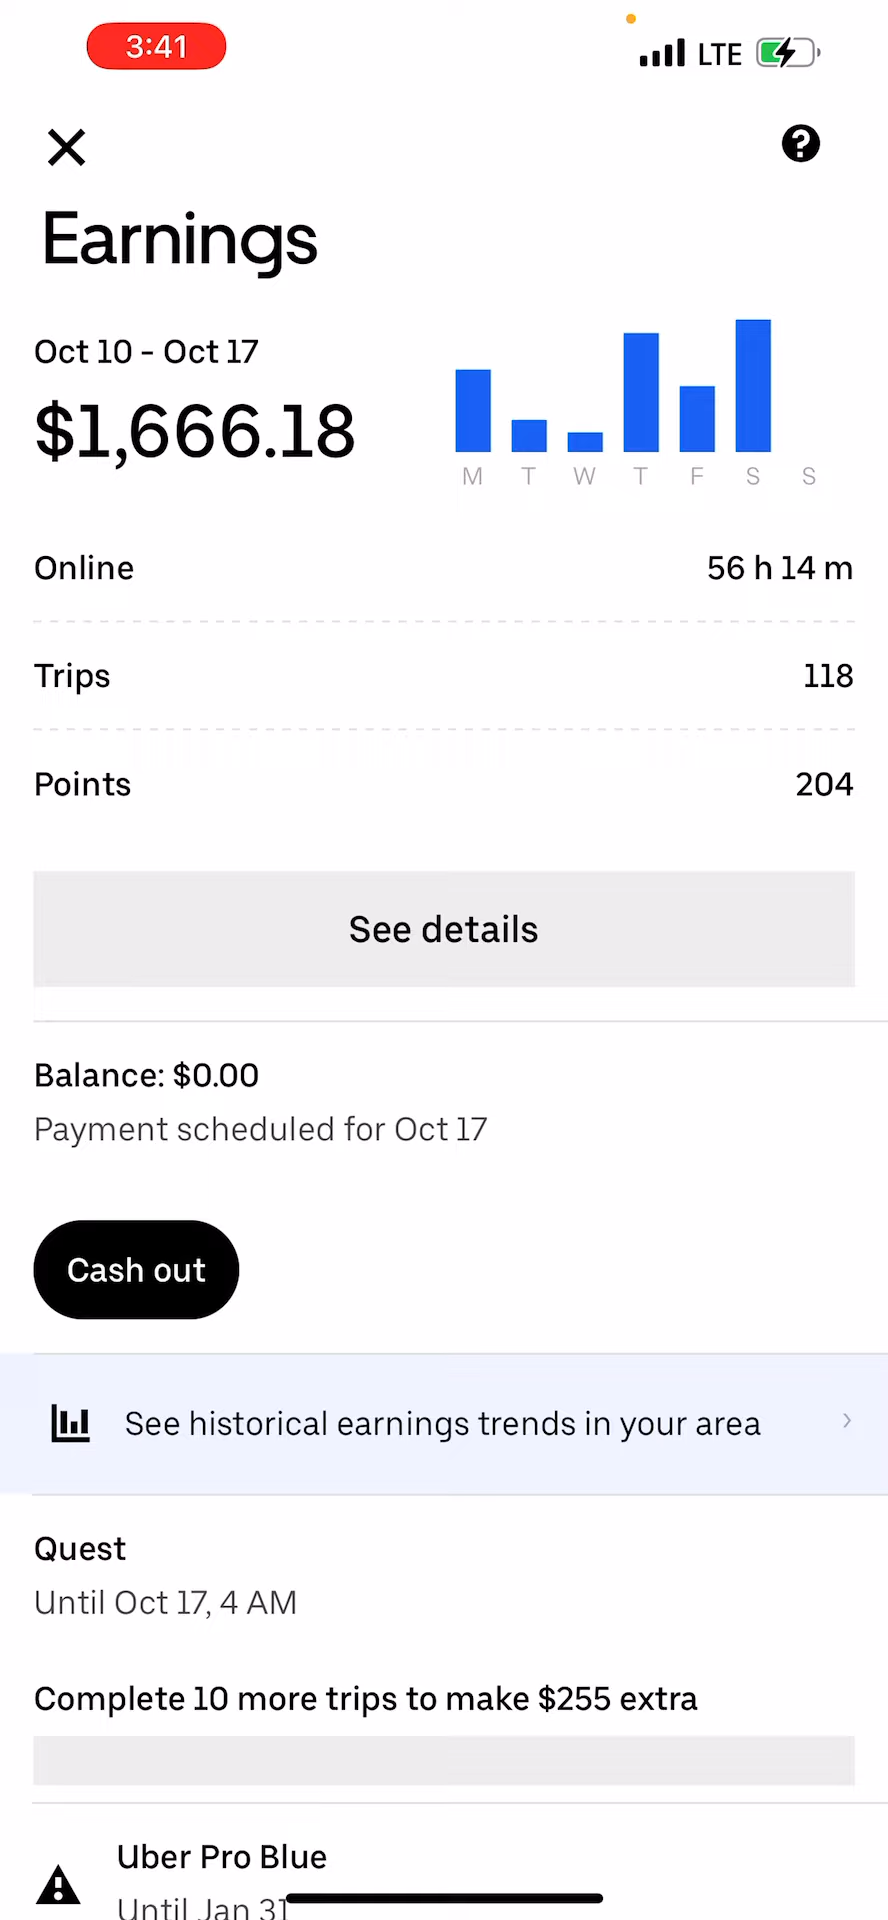 3:41
LTE
Earnings
Oct 10 - Oct 17
$1,666.18
M T W T F S S
Online 56 h 14 m
Trips 118
Points 204
See details
Balance: $0.00
Payment scheduled for Oct 17
Cash out
See historical earnings trends in your area
Quest
Until Oct 17, 4 AM
Complete 10 more trips to make $255 extra
Uber Pro Blue
Until Jan 31